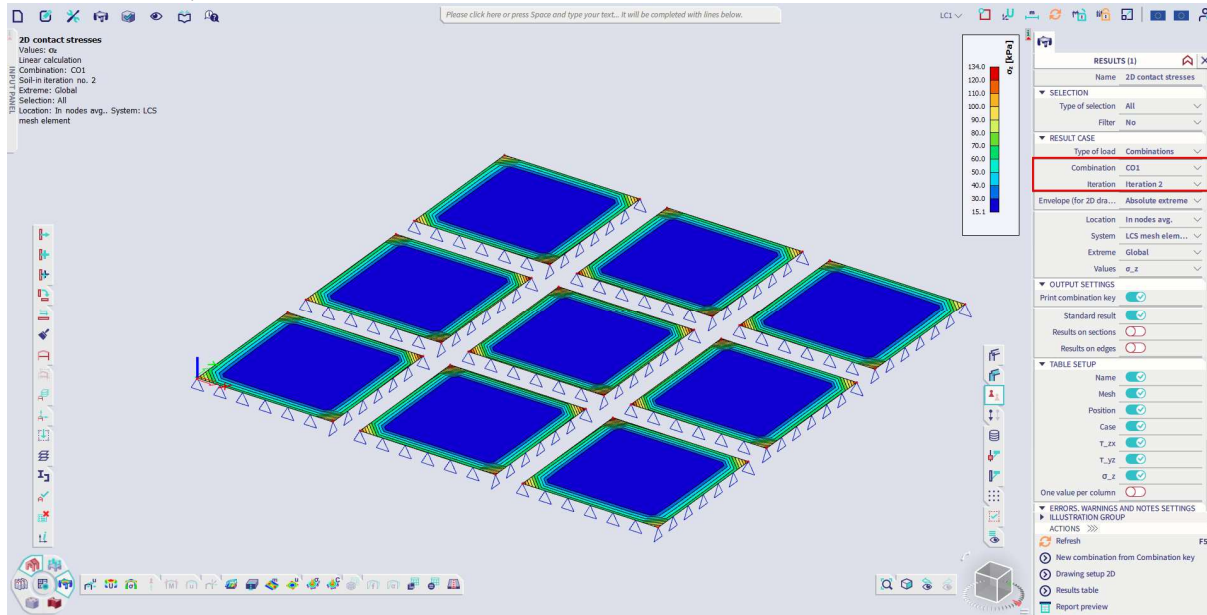 Please click here or press Space and type your text... It will be completed with lines below.
LC1
2D contact stresses
Values: σz
Linear calculation
Combination: CO1
Soil-in iteration no. 2
Extreme: Global
Selection: All
Location: In nodes avg.. System: LCS
mesh element
INPUT PANEL
σz [kPa]
134.0
120.0
110.0
100.0
90.0
80.0
70.0
60.0
50.0
40.0
30.0
15.1
RESULTS (1)
Name 2D contact stresses
SELECTION
Type of selection All
Filter No
RESULT CASE
Type of load Combinations
Combination CO1
Iteration Iteration 2
Envelope (for 2D dra... Absolute extreme
Location In nodes avg.
System LCS mesh elem...
Extreme Global
Values σ_z
OUTPUT SETTINGS
Print combination key
Standard result
Results on sections
Results on edges
TABLE SETUP
Name
Mesh
Position
Case
τ_zx
τ_yz
σ_z
One value per column
ERRORS, WARNINGS AND NOTES SETTINGS
ILLUSTRATION GROUP
ACTIONS >>>
Refresh F5
New combination from Combination key
Drawing setup 2D
Results table
Report preview